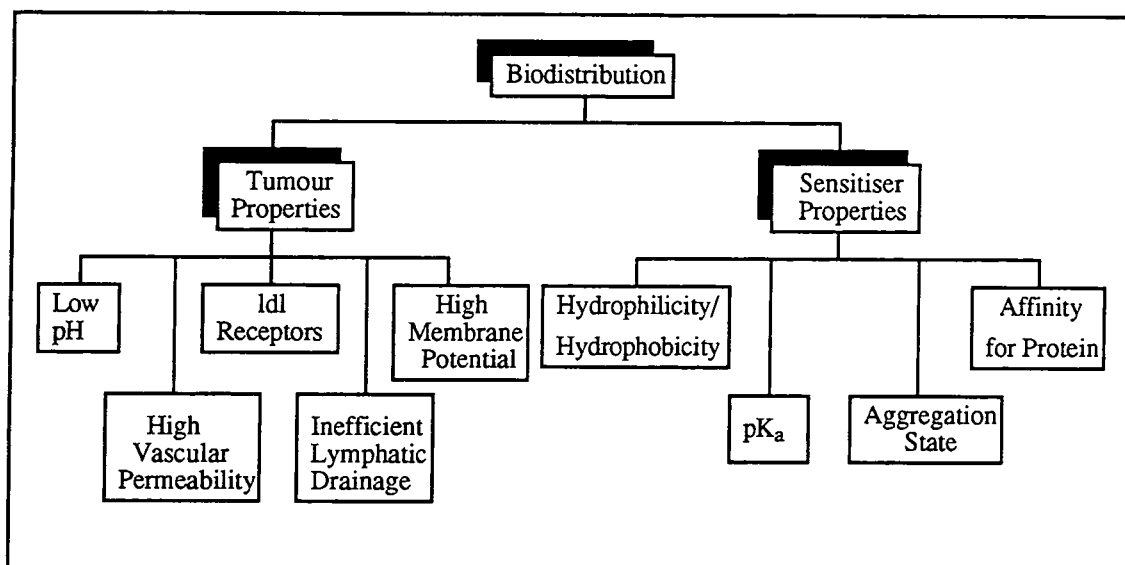 Biodistribution
Tumour
Properties
Sensitiser
Properties
Low
pH
ldl
Receptors
High
Membrane
Potential
Hydrophilicity/
Hydrophobicity
Affinity
for Protein
High
Vascular
Permeability
Inefficient
Lymphatic
Drainage
pKa
Aggregation
State